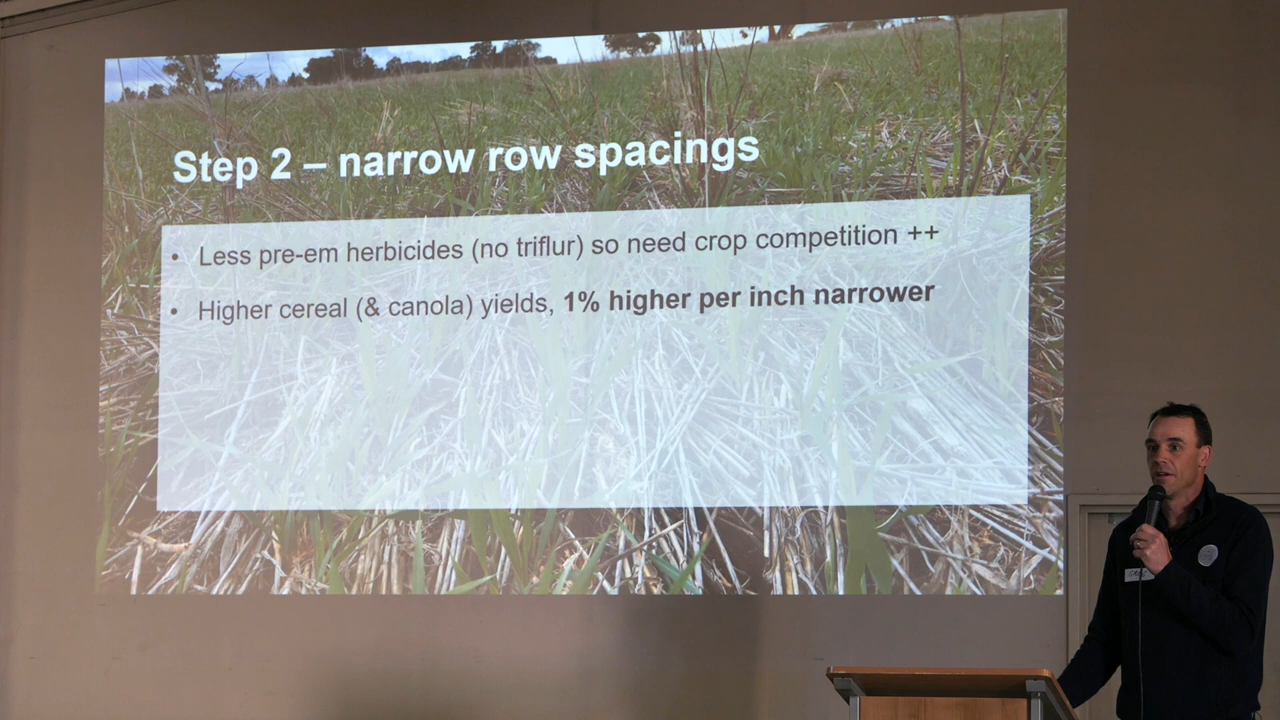 Step 2 – narrow row spacings
• Less pre-em herbicides (no triflur) so need crop competition ++
• Higher cereal (& canola) yields, 1% higher per inch narrower